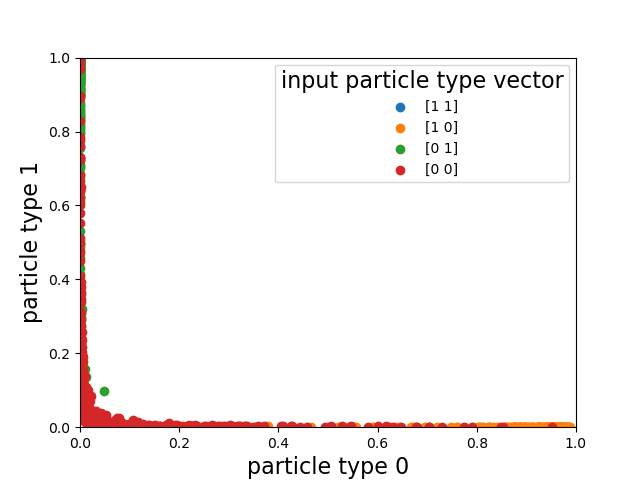 input particle type vector
[1 1]
[1 0]
[0 1]
[0 0]
particle type 1
1.0
0.8
0.6
0.4
0.2
0.0
0.0 0.2 0.4 0.6 0.8 1.0
particle type 0